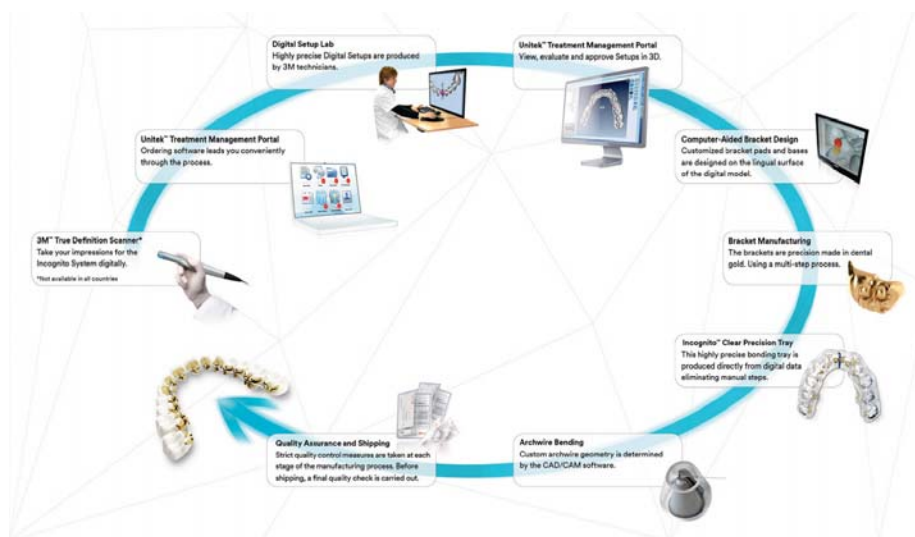 Digital Setup Lab
Highly precise Digital Setups are produced
by 3M technicians.
Unitek™ Treatment Management Portal
View, evaluate and approve Setups in 3D.
Unitek™ Treatment Management Portal
Ordering software leads you conveniently
through the process.
Computer-Aided Bracket Design
Customized bracket pads and bases
are designed on the lingual surface
of the digital model.
3M™ True Definition Scanner*
Take your impressions for the
Incognito System digitally.
*Not available in all countries
Bracket Manufacturing
The brackets are precision made in dental
gold. Using a multi-step process.
Incognito™ Clear Precision Tray
This highly precise bonding tray is
produced directly from digital data
eliminating manual steps.
Quality Assurance and Shipping
Strict quality control measures are taken at each
stage of the manufacturing process. Before
shipping, a final quality check is carried out.
Archwire Bending
Custom archwire geometry is determined
by the CAD/CAM software.